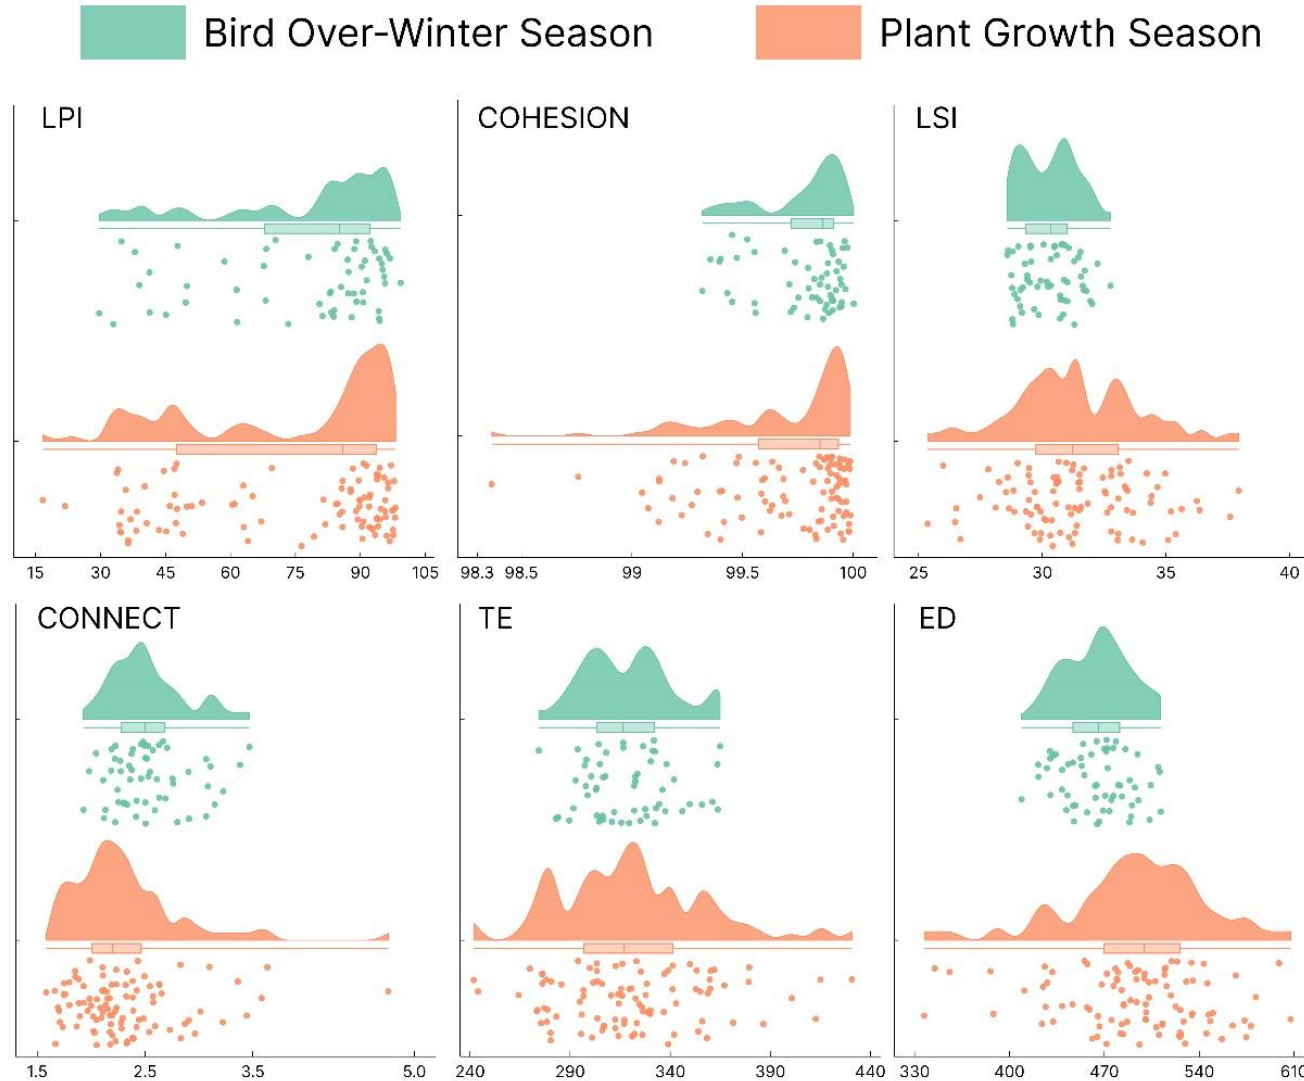 Bird Over-Winter Season Plant Growth Season
LPI COHESION LSI
15 30 45 60 75 90 105 98.3 98.5 99 99.5 100 25 30 35 40
CONNECT TE ED
1.5 2.5 3.5 5.0 240 290 340 390 440 330 400 470 540 610